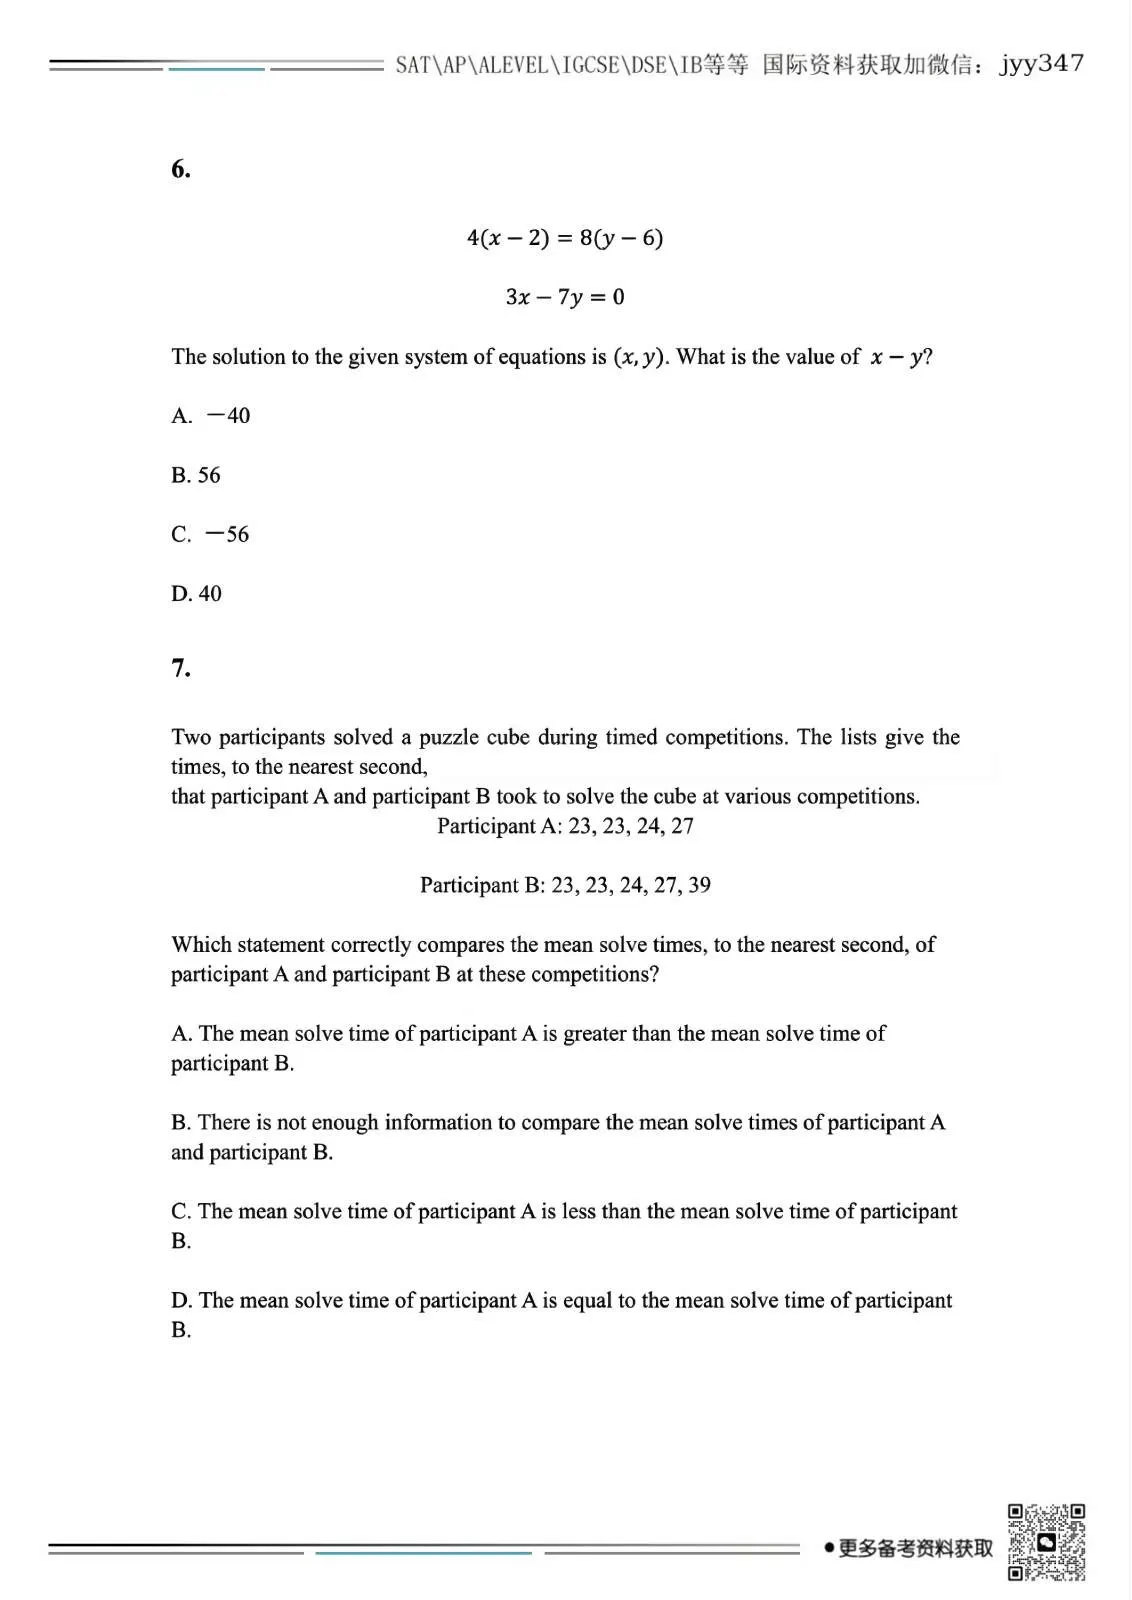 SAT\AP\ALEVEL\IGCSE\DSE\IB等等 国际资料获取加微信： jyy347
6.
4(x − 2) = 8(y − 6)
3x − 7y = 0
The solution to the given system of equations is (x, y). What is the value of x − y?
A. −40
B. 56
C. −56
D. 40
7.
Two participants solved a puzzle cube during timed competitions. The lists give the
times, to the nearest second,
that participant A and participant B took to solve the cube at various competitions.
Participant A: 23, 23, 24, 27
Participant B: 23, 23, 24, 27, 39
Which statement correctly compares the mean solve times, to the nearest second, of
participant A and participant B at these competitions?
A. The mean solve time of participant A is greater than the mean solve time of
participant B.
B. There is not enough information to compare the mean solve times of participant A
and participant B.
C. The mean solve time of participant A is less than the mean solve time of participant
B.
D. The mean solve time of participant A is equal to the mean solve time of participant
B.
●更多备考资料获取